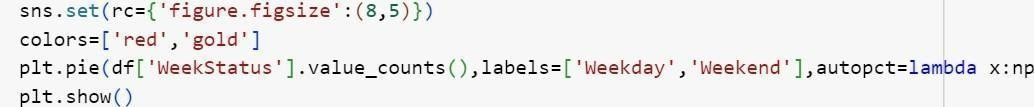 sns.set(rc={'figure.figsize':(8,5)})
colors=['red','gold']
plt.pie(df['WeekStatus'].value_counts(),labels=['Weekday','Weekend'],autopct=lambda x:np
plt.show()